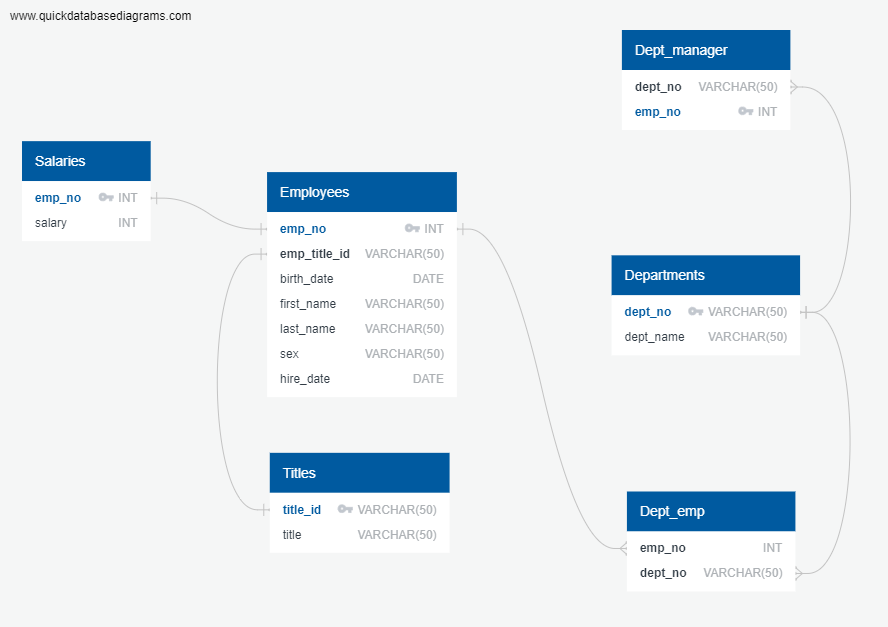 www.quickdatabasediagrams.com
Dept_manager
dept_no VARCHAR(50)
emp_no INT
Salaries
emp_no INT
salary INT
Employees
emp_no INT
emp_title_id VARCHAR(50)
birth_date DATE
first_name VARCHAR(50)
last_name VARCHAR(50)
sex VARCHAR(50)
hire_date DATE
Departments
dept_no VARCHAR(50)
dept_name VARCHAR(50)
Titles
title_id VARCHAR(50)
title VARCHAR(50)
Dept_emp
emp_no INT
dept_no VARCHAR(50)